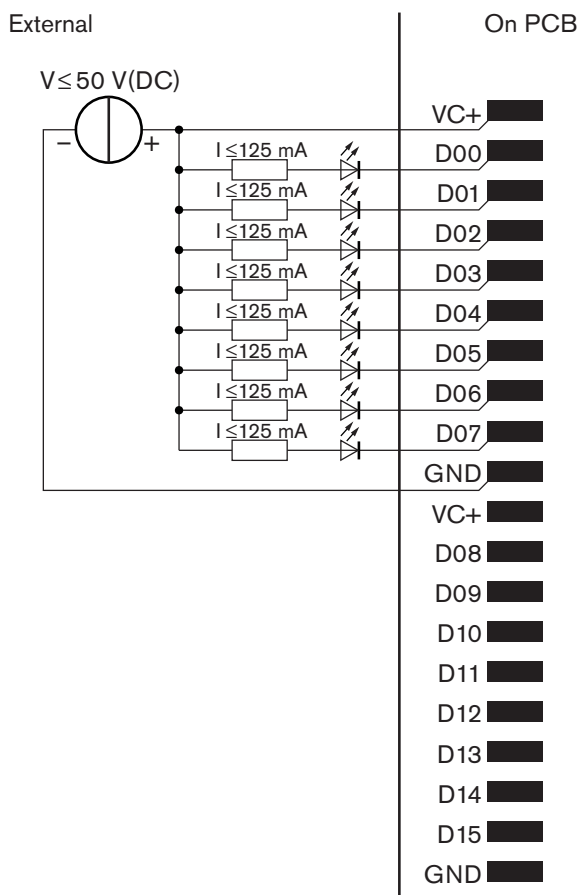 External
On PCB
V≤50 V(DC)
− +
VC+
I ≤125 mA
D00
I ≤125 mA
D01
I ≤125 mA
D02
I ≤125 mA
D03
I ≤125 mA
D04
I ≤125 mA
D05
I ≤125 mA
D06
I ≤125 mA
D07
GND
VC+
D08
D09
D10
D11
D12
D13
D14
D15
GND